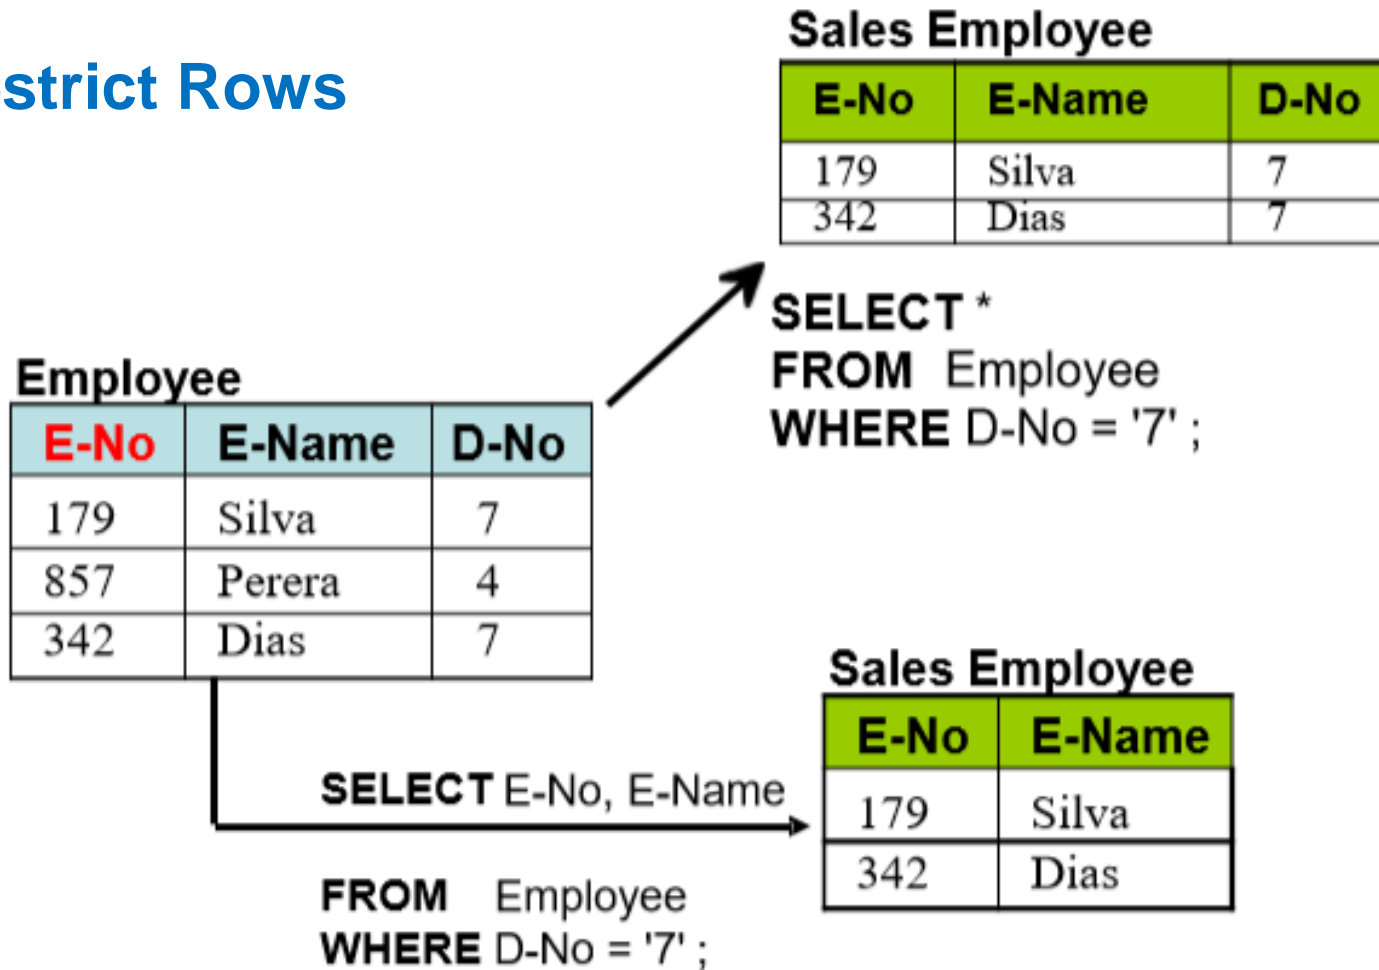 strict Rows
Sales Employee
E-No E-Name D-No
179 Silva 7
342 Dias 7
SELECT *
FROM Employee
WHERE D-No = '7' ;
Employee
E-No E-Name D-No
179 Silva 7
857 Perera 4
342 Dias 7
Sales Employee
E-No E-Name
179 Silva
342 Dias
SELECT E-No, E-Name
FROM Employee
WHERE D-No = '7' ;